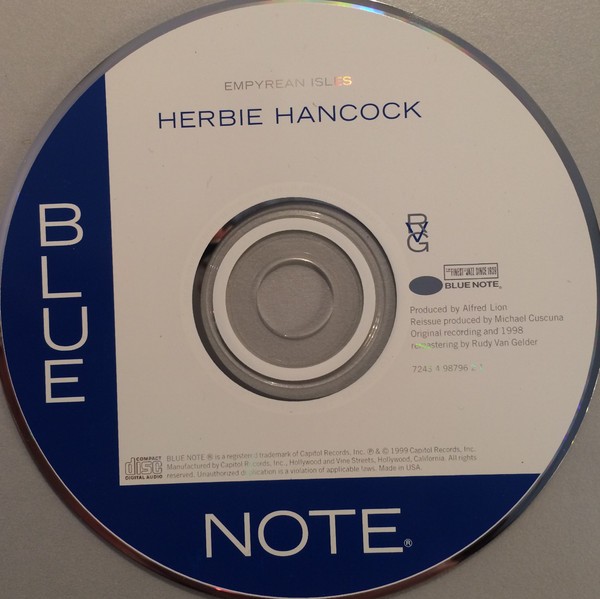 EMPYREAN ISLES
HERBIE HANCOCK
BLUE
RVG
THE FINEST IN JAZZ SINCE 1939
BLUE NOTE®
Produced by Alfred Lion
Reissue produced by Michael Cuscuna
Original recording and 1998
remastering by Rudy Van Gelder
7243 4 98796
COMPACT
disc
DIGITAL AUDIO
BLUE NOTE ® is a registered trademark of Capitol Records, Inc. ℗ & © 1999 Capitol Records, Inc.
Manufactured by Capitol Records, Inc., Hollywood and Vine Streets, Hollywood, California. All rights
reserved. Unauthorized duplication is a violation of applicable laws. Made in USA.
NOTE®